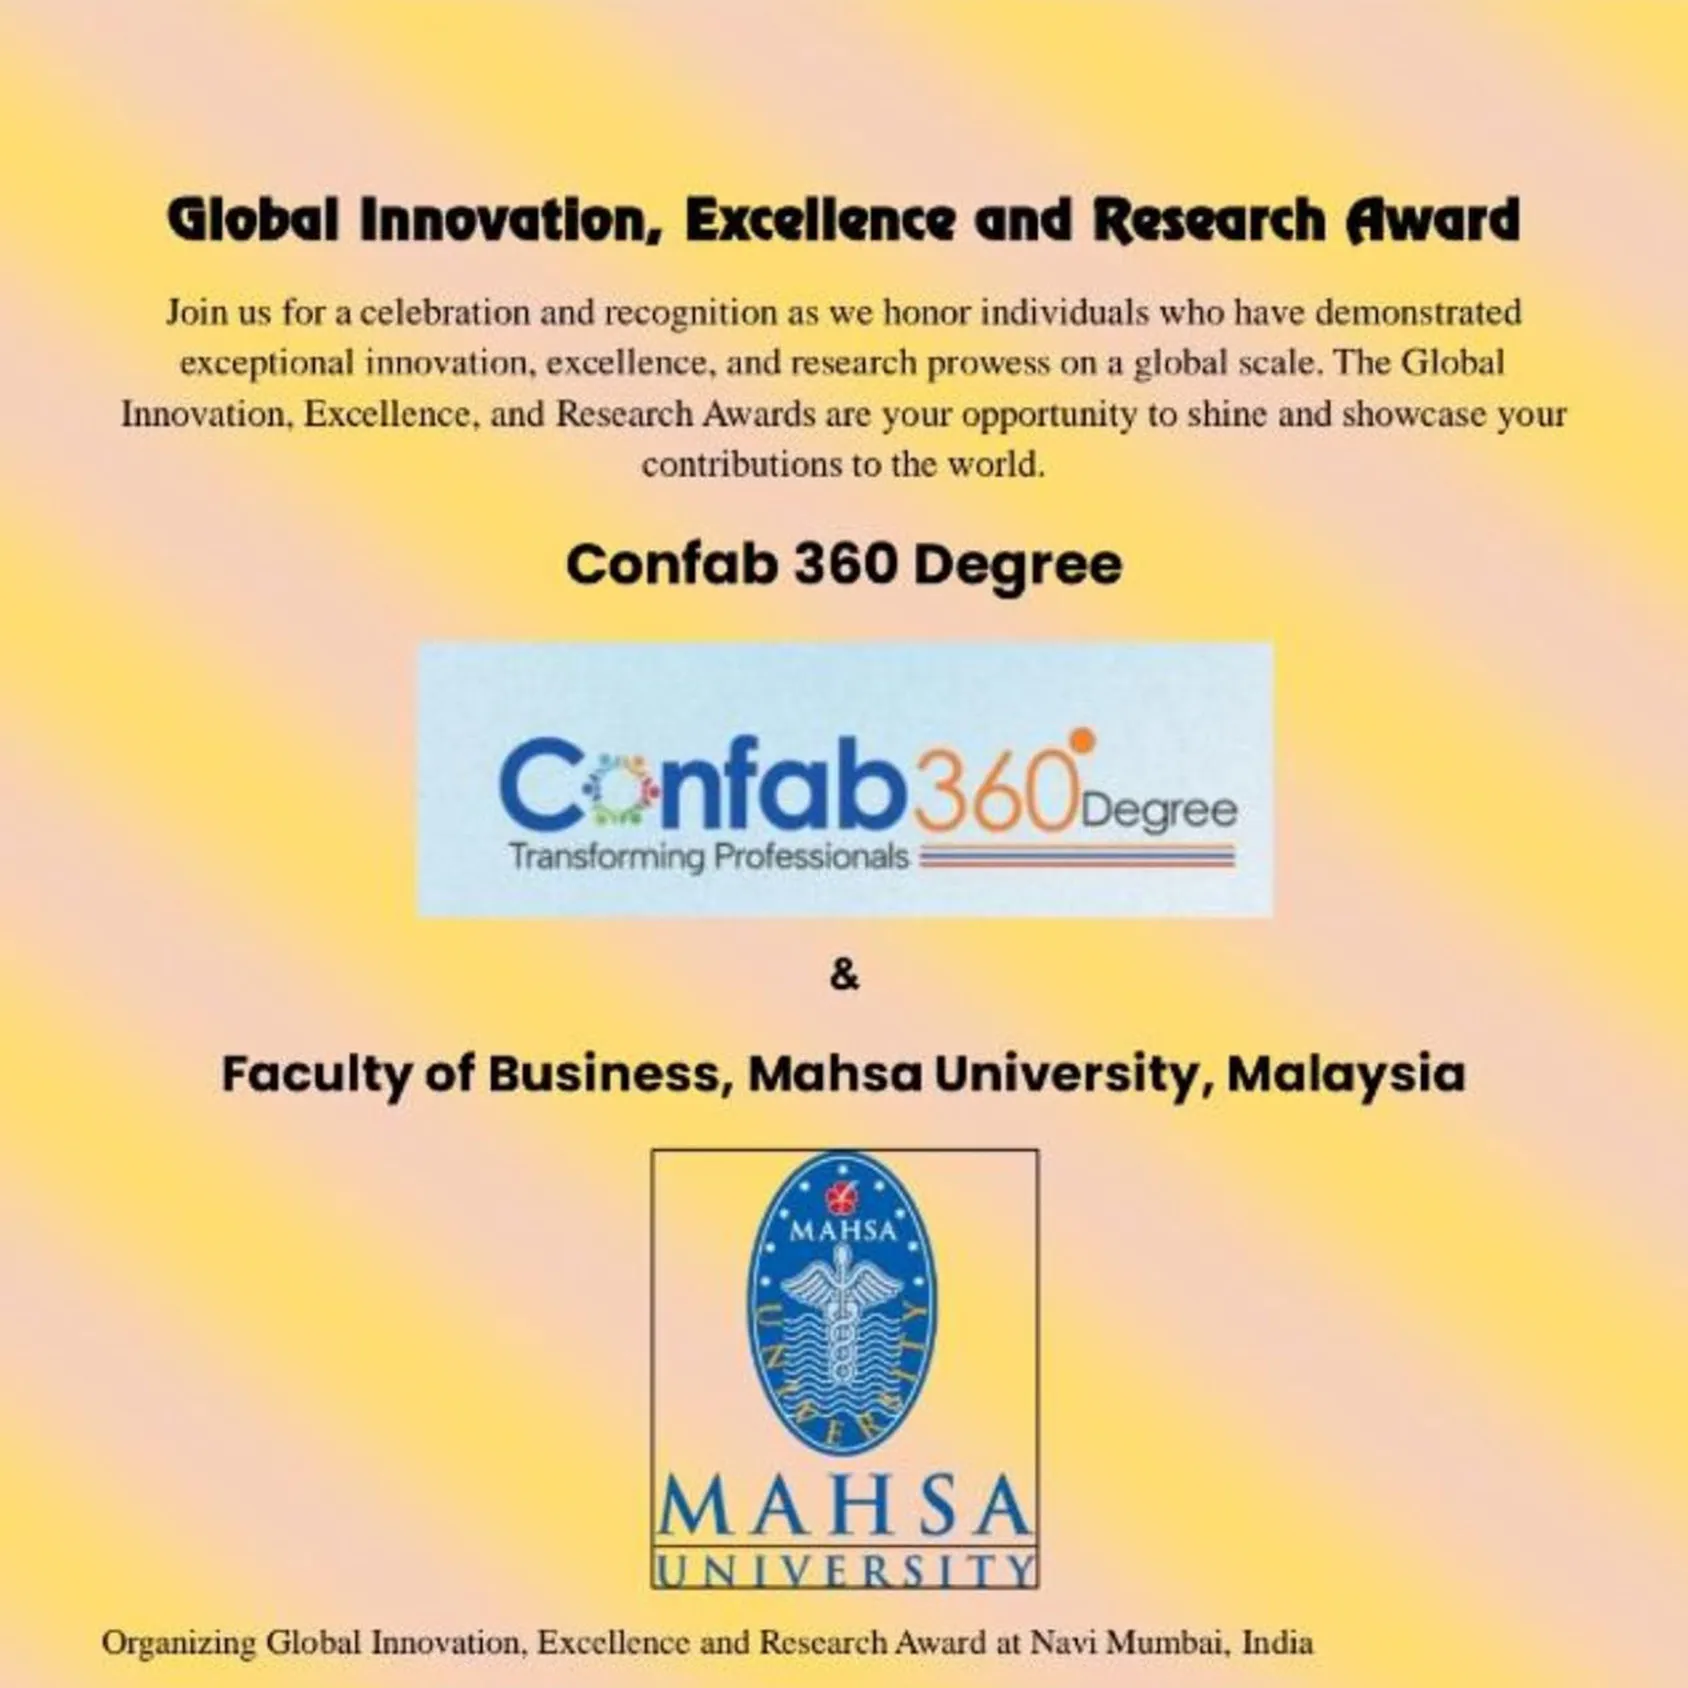 Global Innovation, Excellence and Research Award
Join us for a celebration and recognition as we honor individuals who have demonstrated
exceptional innovation, excellence, and research prowess on a global scale. The Global
Innovation, Excellence, and Research Awards are your opportunity to shine and showcase your
contributions to the world.
Confab 360 Degree
Confab 360 Degree
Transforming Professionals
&
Faculty of Business, Mahsa University, Malaysia
MAHSA
UNIVERSITY
MAHSA
UNIVERSITY
Organizing Global Innovation, Excellence and Research Award at Navi Mumbai, India